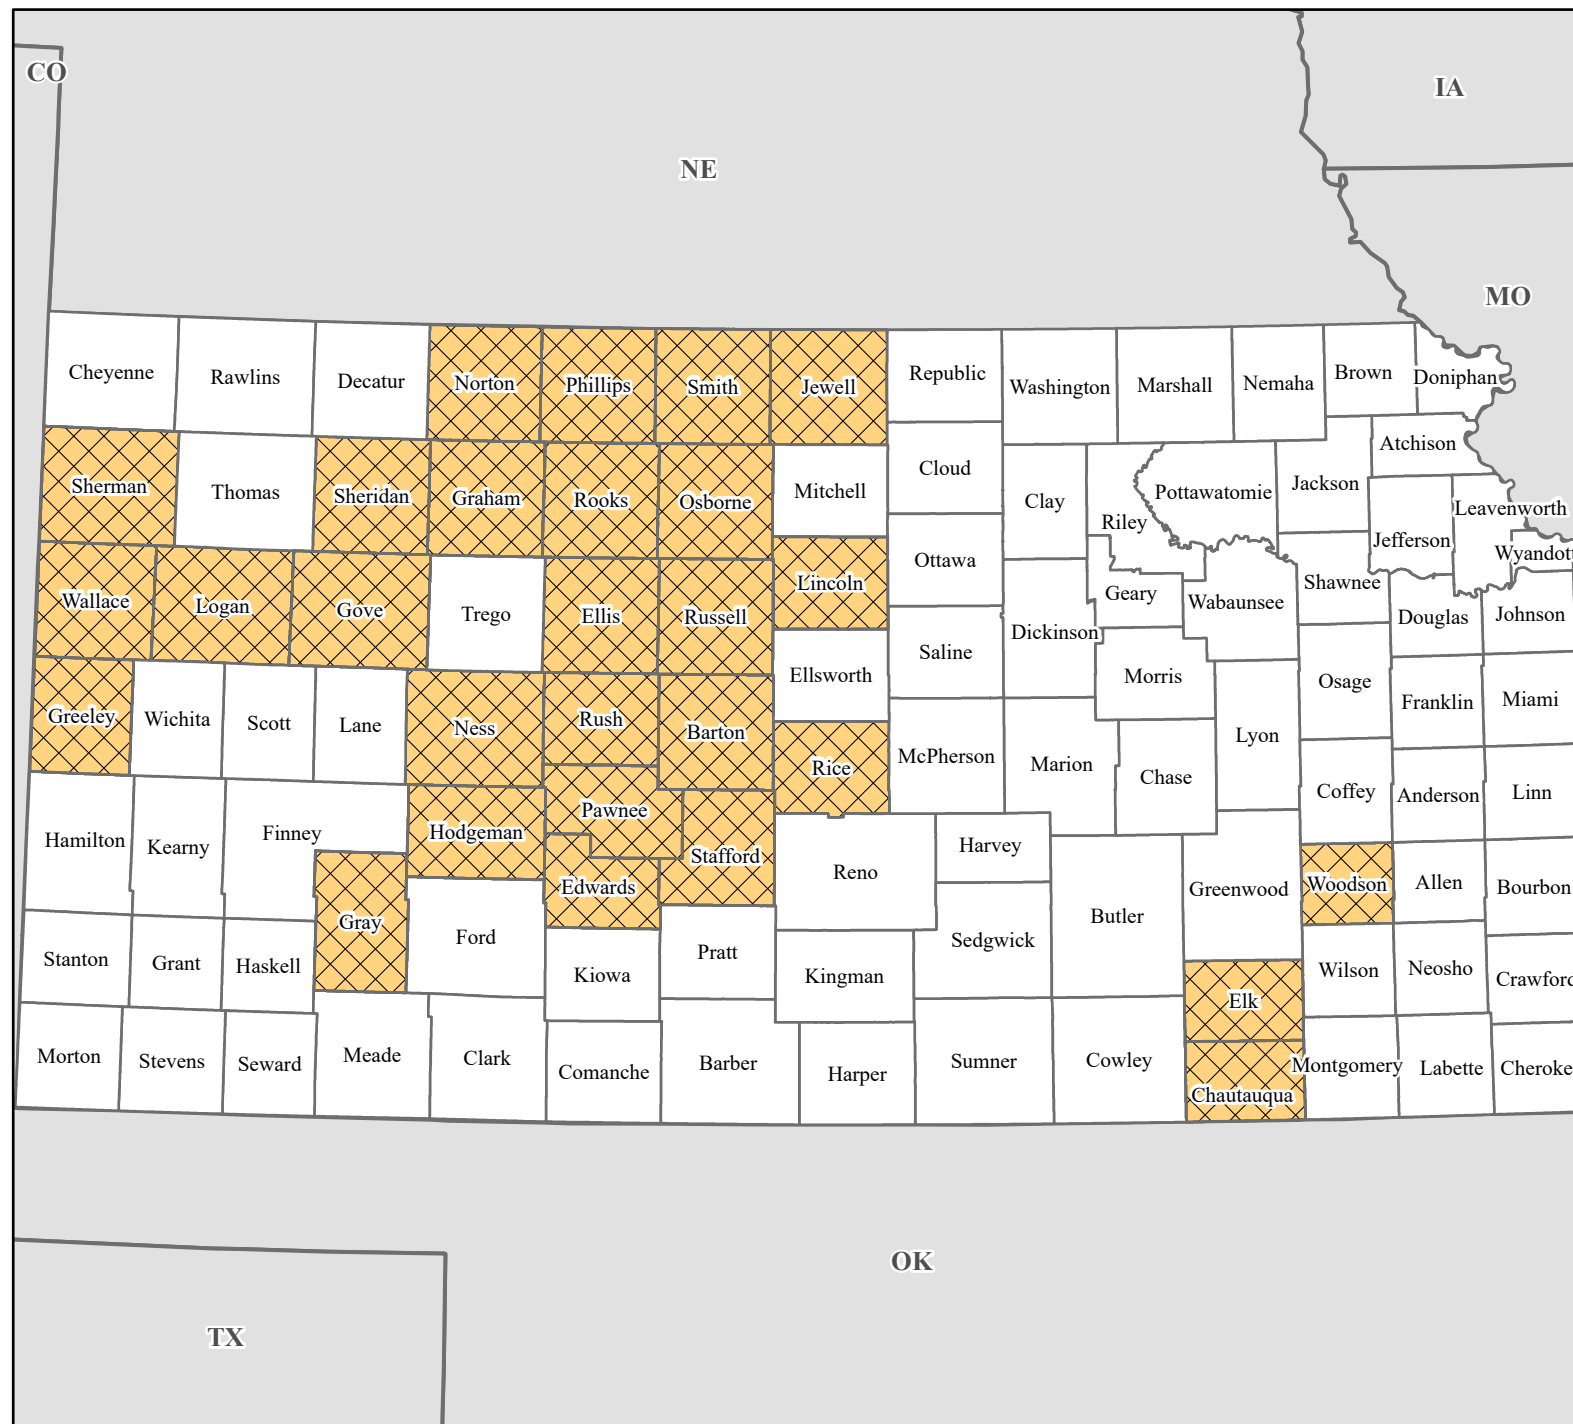 CO
IA
NE
MO
Cheyenne
Rawlins
Decatur
Norton
Phillips
Smith
Jewell
Republic
Washington
Marshall
Nemaha
Brown
Doniphan
Sherman
Thomas
Sheridan
Graham
Rooks
Osborne
Mitchell
Cloud
Clay
Riley
Pottawatomie
Jackson
Atchison
Jefferson
Leavenworth
Wyandott
Wallace
Logan
Gove
Trego
Ellis
Russell
Lincoln
Ottawa
Geary
Wabaunsee
Shawnee
Douglas
Johnson
Greeley
Wichita
Scott
Lane
Ness
Rush
Barton
Ellsworth
Saline
Dickinson
Morris
Osage
Franklin
Miami
Rice
McPherson
Marion
Chase
Lyon
Coffey
Anderson
Linn
Hamilton
Kearny
Finney
Hodgeman
Pawnee
Stafford
Edwards
Reno
Harvey
Butler
Greenwood
Woodson
Allen
Bourbon
Gray
Ford
Stanton
Grant
Haskell
Kiowa
Pratt
Kingman
Sedgwick
Elk
Wilson
Neosho
Crawford
Morton
Stevens
Seward
Meade
Clark
Comanche
Barber
Harper
Sumner
Cowley
Chautauqua
Montgomery
Labette
Cheroke
OK
TX